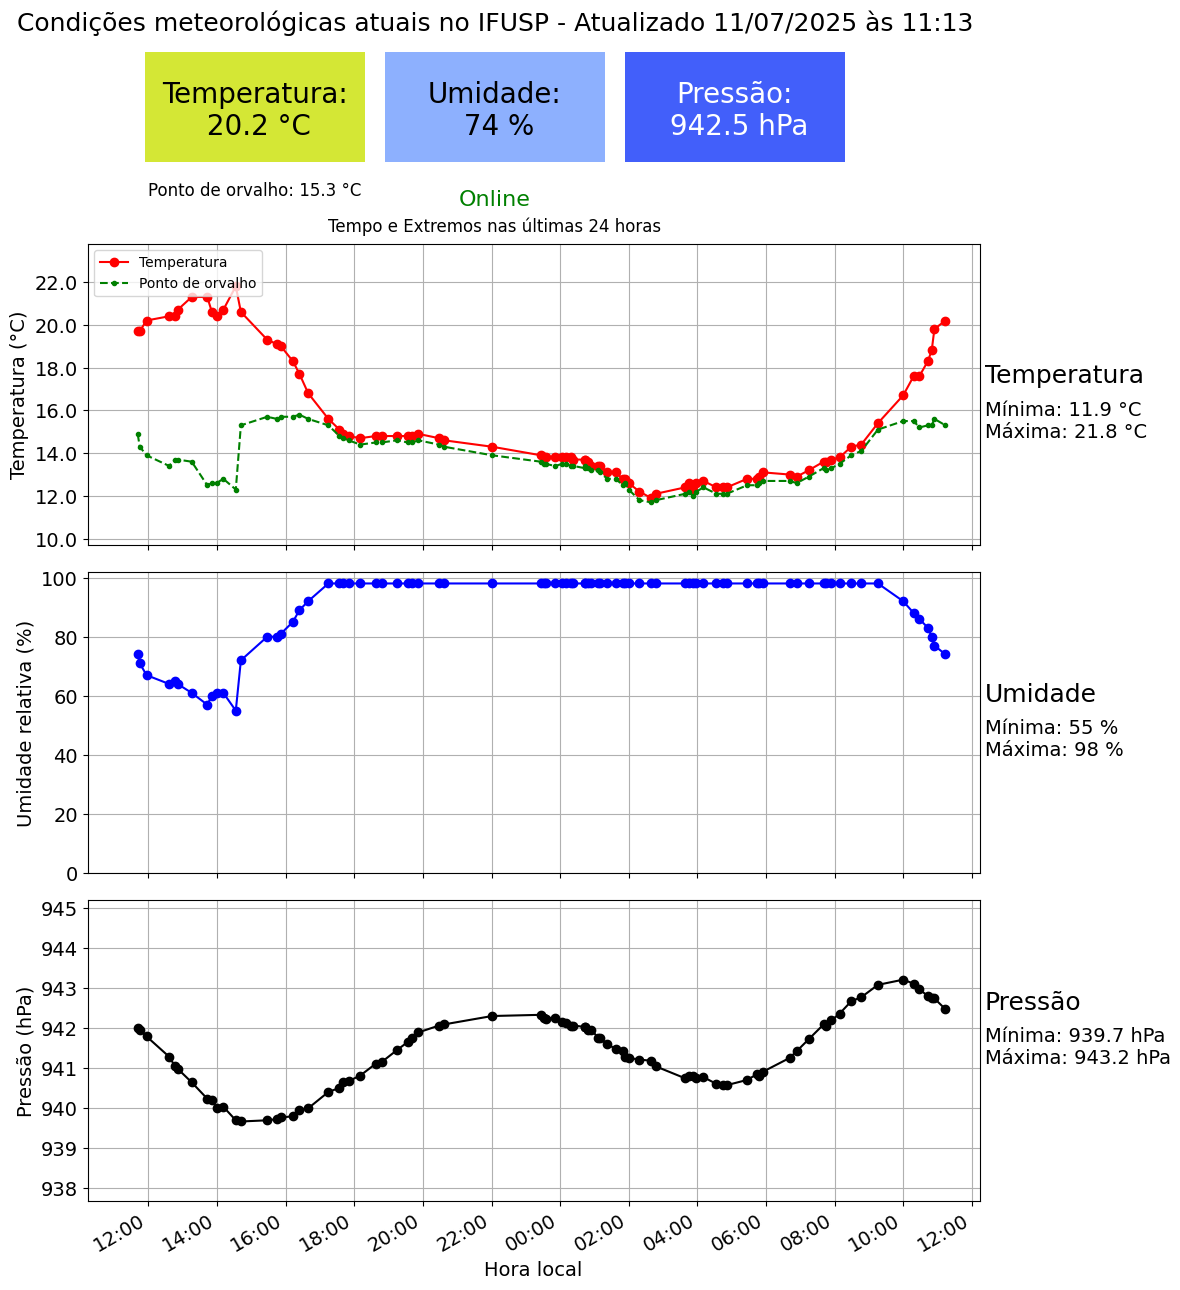 Condições meteorológicas atuais no IFUSP - Atualizado 11/07/2025 às 11:13
Temperatura:
20.2 °C
Umidade:
74 %
Pressão:
942.5 hPa
Ponto de orvalho: 15.3 °C
Online
Tempo e Extremos nas últimas 24 horas
Temperatura
Ponto de orvalho
Temperatura (°C)
22.0
20.0
18.0
16.0
14.0
12.0
10.0
Temperatura
Mínima: 11.9 °C
Máxima: 21.8 °C
Umidade relativa (%)
100
80
60
40
20
0
Umidade
Mínima: 55 %
Máxima: 98 %
Pressão (hPa)
945
944
943
942
941
940
939
938
Pressão
Mínima: 939.7 hPa
Máxima: 943.2 hPa
12:00 14:00 16:00 18:00 20:00 22:00 00:00 02:00 04:00 06:00 08:00 10:00 12:00
Hora local